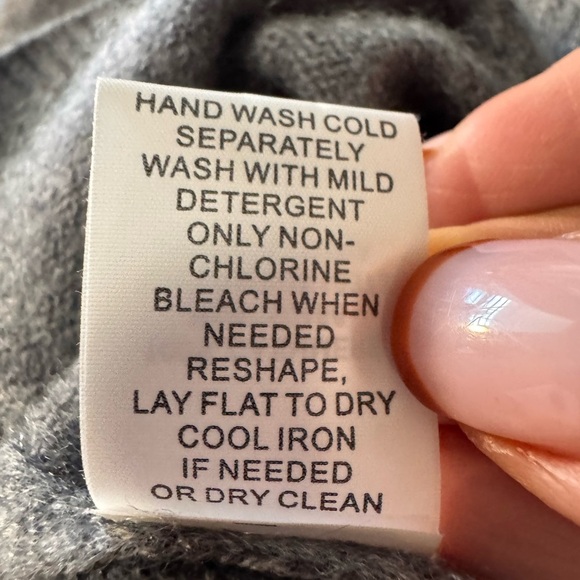 HAND WASH COLD
SEPARATELY
WASH WITH MILD
DETERGENT
ONLY NON-
CHLORINE
BLEACH WHEN
NEEDED
RESHAPE,
LAY FLAT TO DRY
COOL IRON
IF NEEDED
OR DRY CLEAN